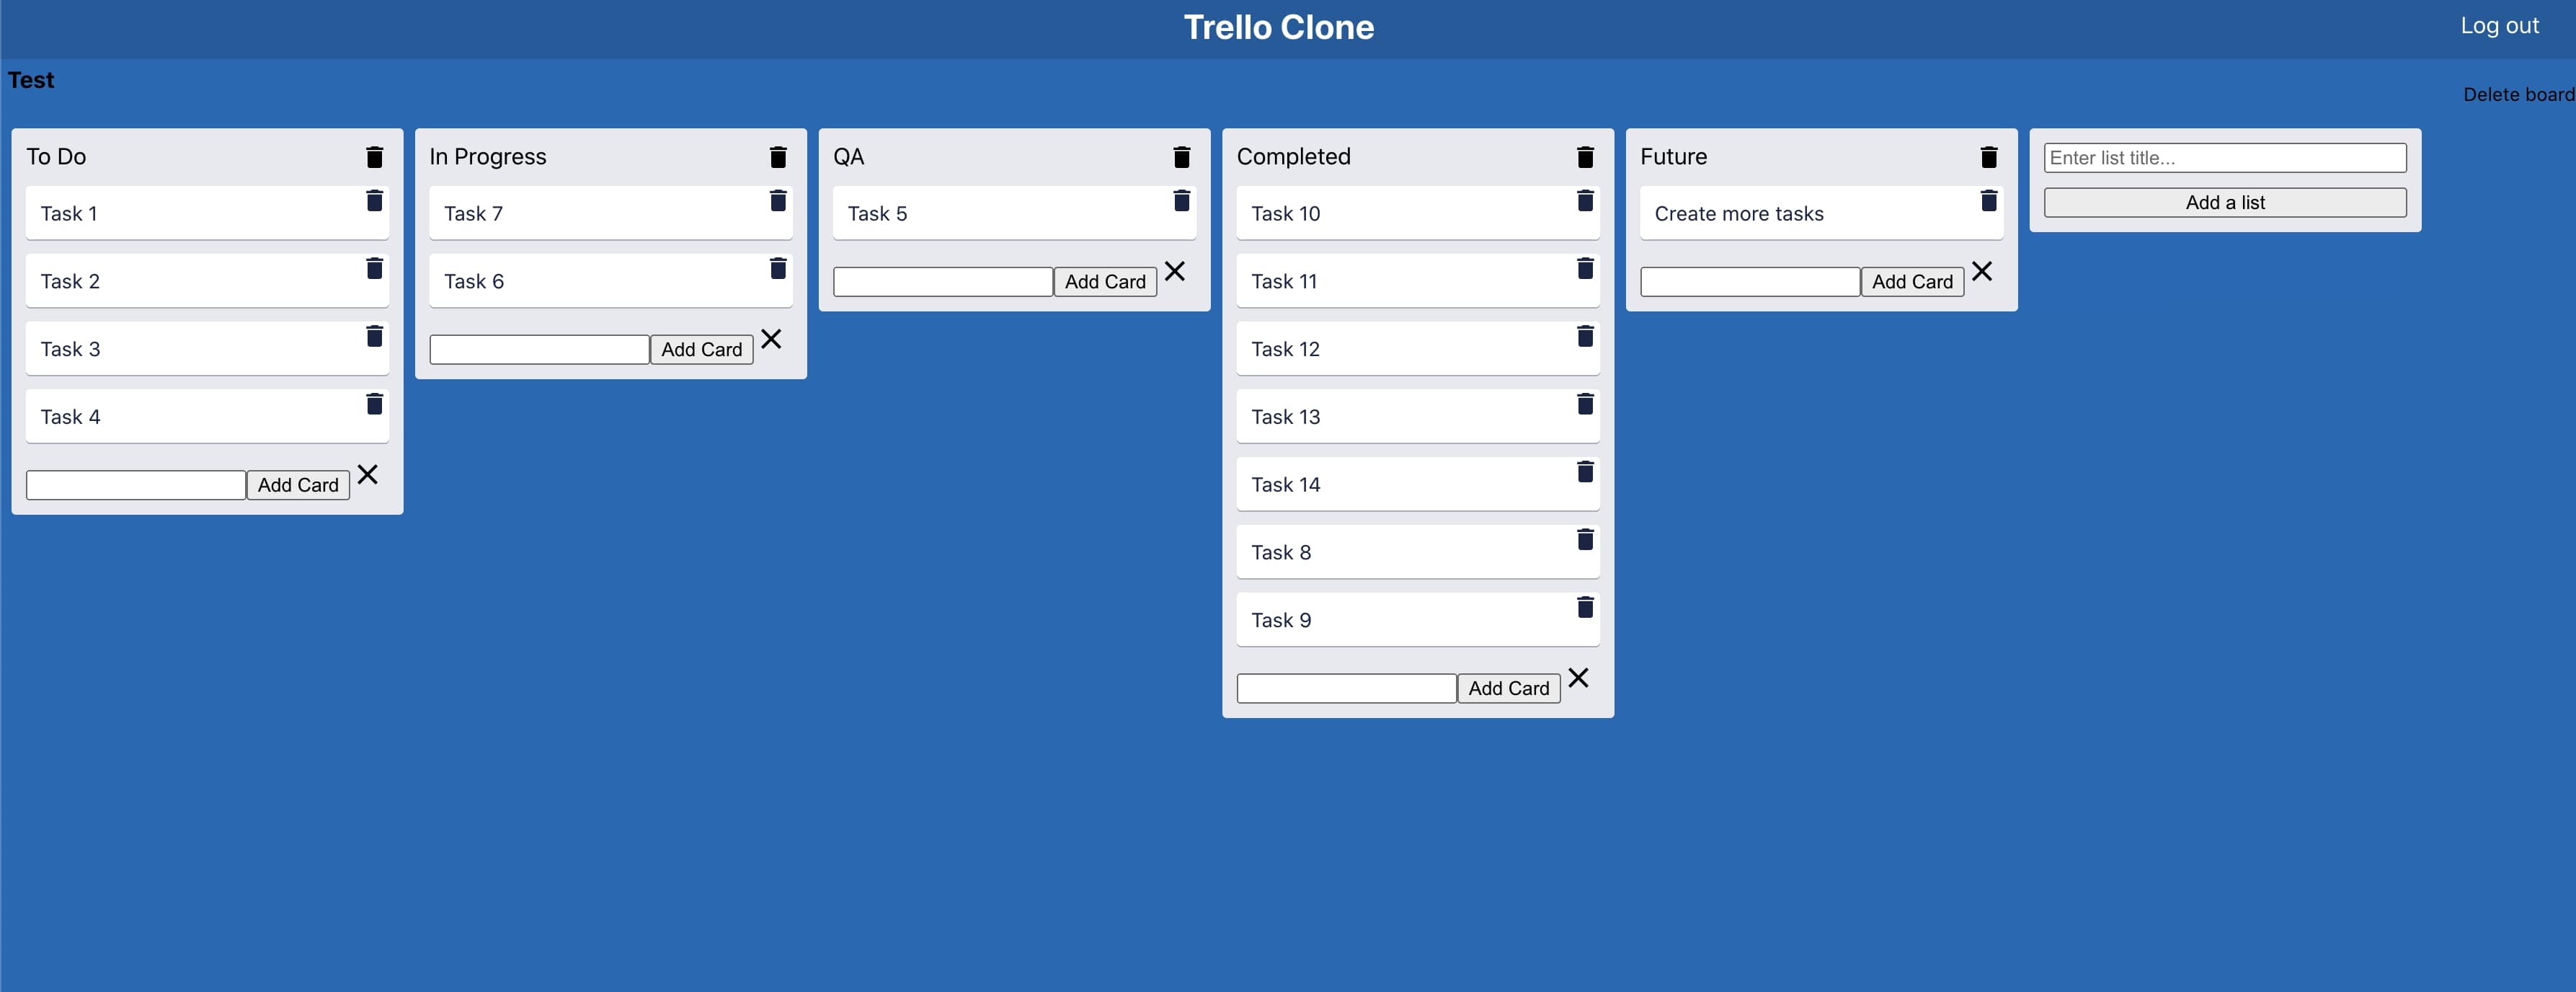 Trello Clone
Log out
Test
Delete board
To Do
Task 1
Task 2
Task 3
Task 4
Add Card
In Progress
Task 7
Task 6
Add Card
QA
Task 5
Add Card
Completed
Task 10
Task 11
Task 12
Task 13
Task 14
Task 8
Task 9
Add Card
Future
Create more tasks
Add Card
Enter list title...
Add a list